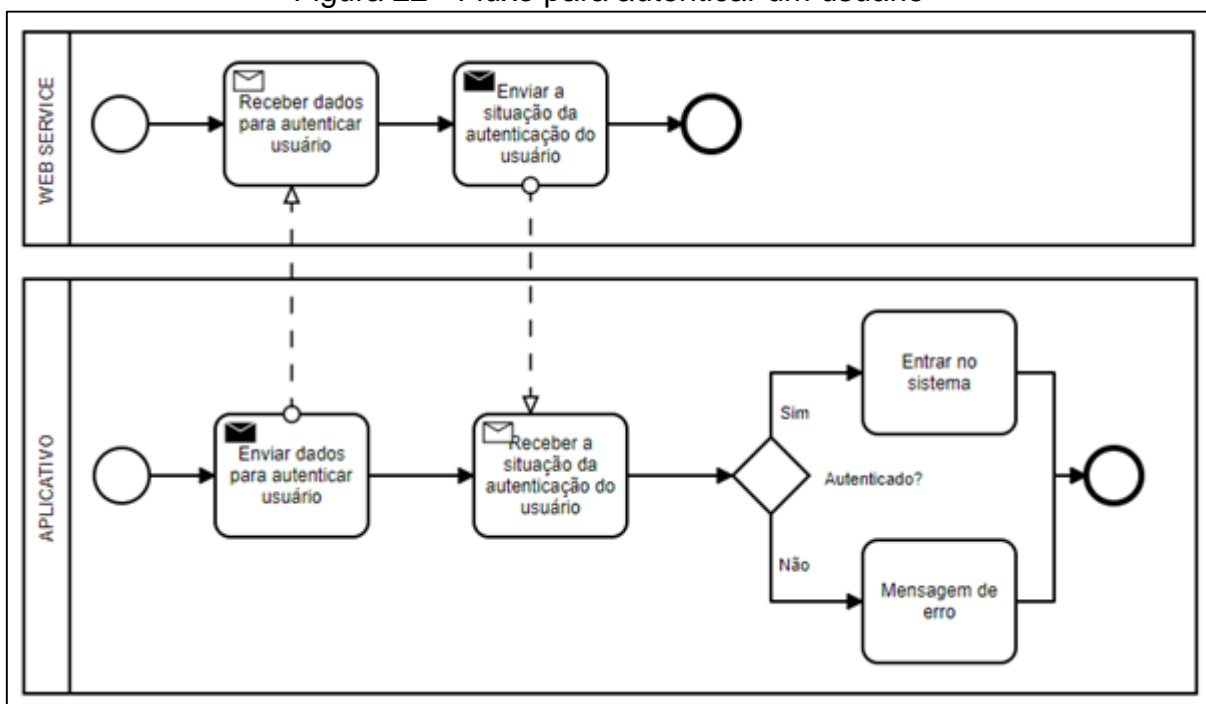 WEB SERVICE
Receber dados
para autenticar
usuário
Enviar a
situação da
autenticação do
usuário
APLICATIVO
Enviar dados
para autenticar
usuário
Receber a
situação da
autenticação do
usuário
Autenticado?
Sim
Entrar no
sistema
Não
Mensagem de
erro